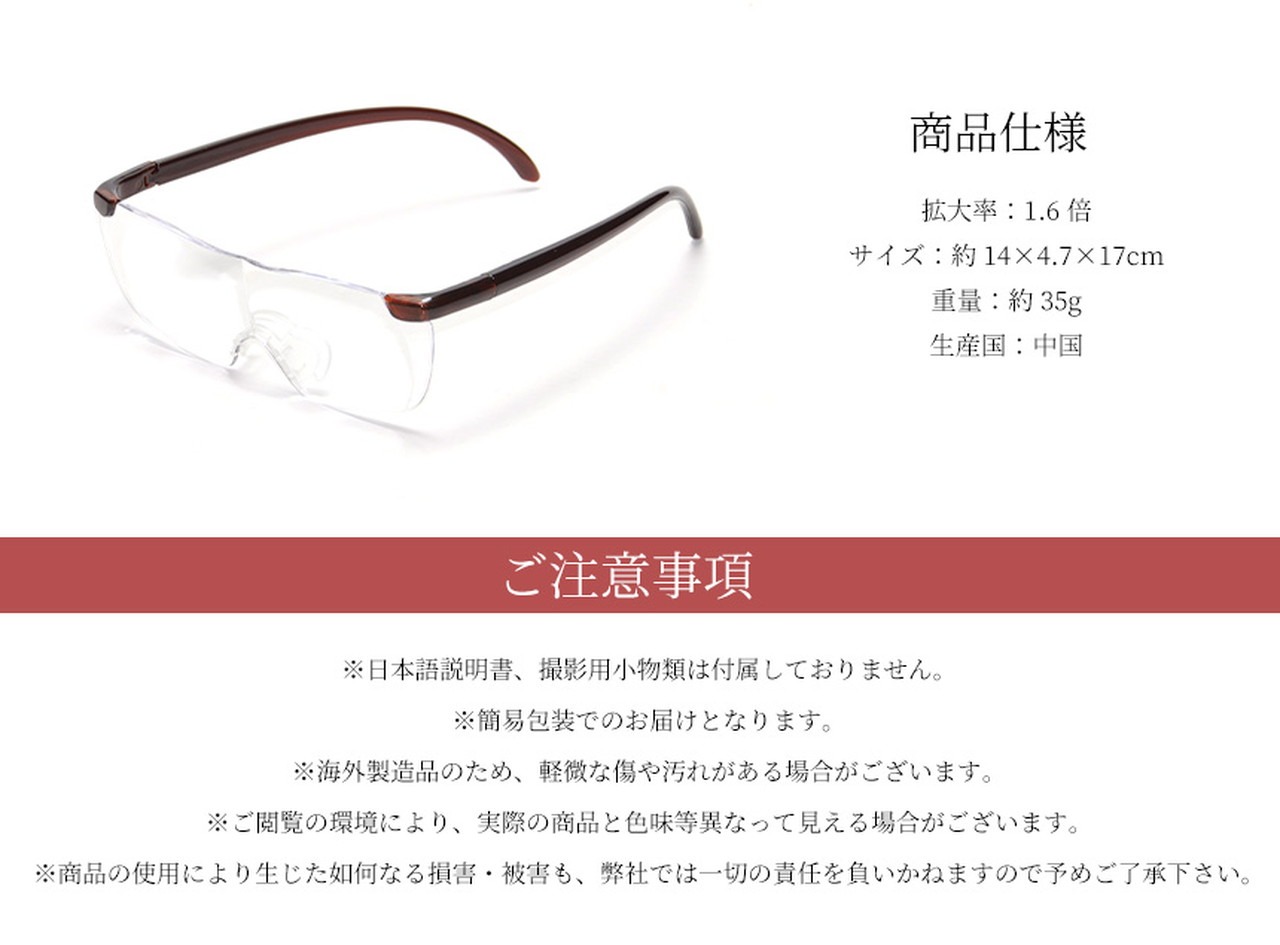 商品仕様
拡大率：1.6 倍
サイズ：約 14×4.7×17cm
重量：約 35g
生産国：中国
ご注意事項
※日本語説明書、撮影用小物類は付属しておりません。
※簡易包装でのお届けとなります。
※海外製造品のため、軽微な傷や汚れがある場合がございます。
※ご閲覧の環境により、実際の商品と色味等異なって見える場合がございます。
※商品の使用により生じた如何なる損害・被害も、弊社では一切の責任を負いかねますので予めご了承下さい。